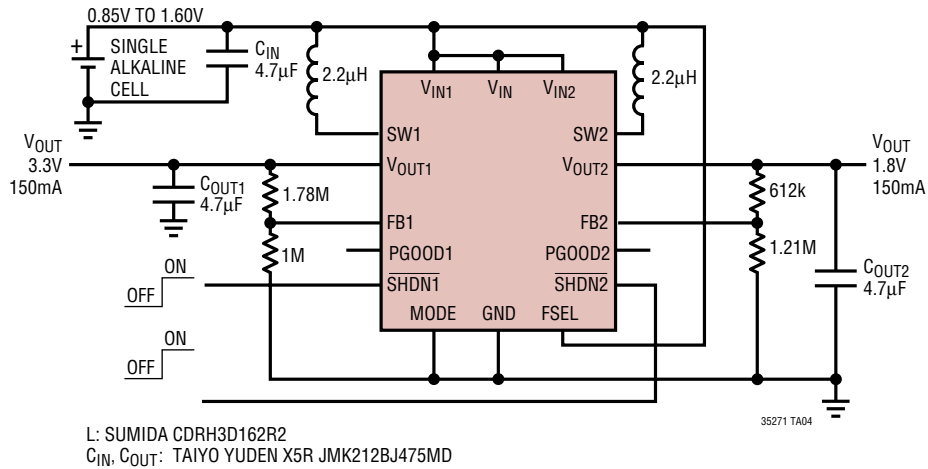 0.85V TO 1.60V
+
SINGLE
ALKALINE
CELL
CIN
4.7µF
2.2µH
2.2µH
VIN1 VIN VIN2
SW1 SW2
VOUT
3.3V
150mA
VOUT1 VOUT2
VOUT
1.8V
150mA
COUT1
4.7µF
1.78M
612k
FB1 FB2
1M
1.21M
PGOOD1 PGOOD2
SHDN1 SHDN2
COUT2
4.7µF
ON
OFF
MODE GND FSEL
ON
OFF
35271 TA04
L: SUMIDA CDRH3D162R2
CIN, COUT: TAIYO YUDEN X5R JMK212BJ475MD